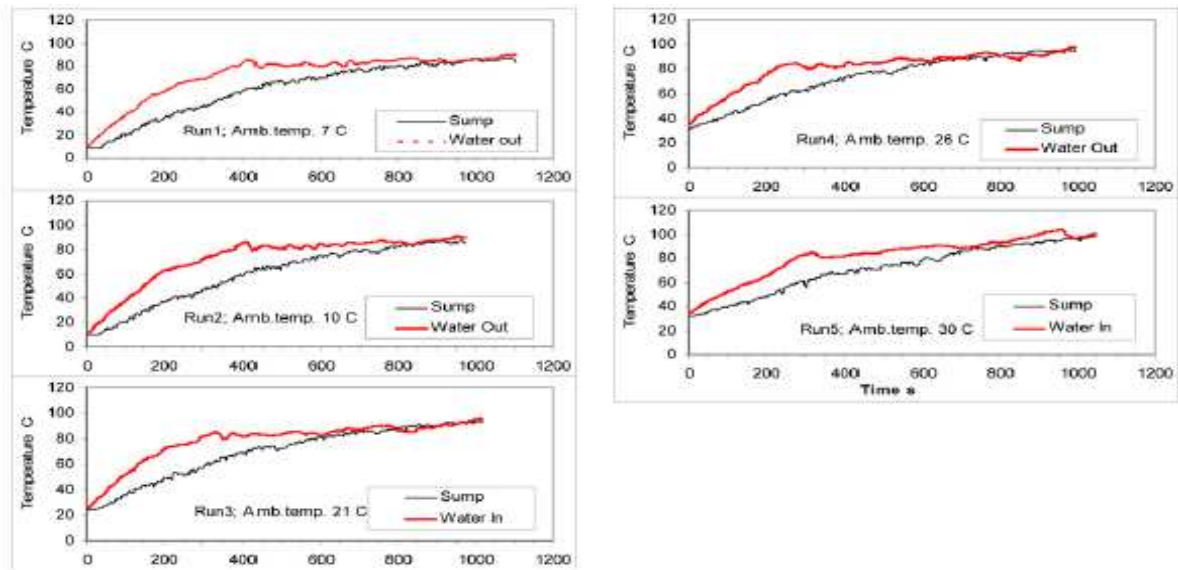 120
100
80
60
40
20
0
Temperature C
Run1; Amb.temp. 7 C
Sump
Water out
0 200 400 600 800 1000 1200
120
100
80
60
40
20
0
Temperature C
Run2; Amb.temp. 10 C
Sump
Water Out
0 200 400 600 800 1000 1200
120
100
80
60
40
20
0
Temperature C
Run3; Amb.temp. 21 C
Sump
Water In
0 200 400 600 800 1000 1200
120
100
80
60
40
20
0
Temperature C
Run4; Amb.temp. 26 C
Sump
Water Out
0 200 400 600 800 1000 1200
120
100
80
60
40
20
0
Temperature C
Run5; Amb.temp. 30 C
Sump
Water In
0 200 400 600 800 1000 1200
Time s